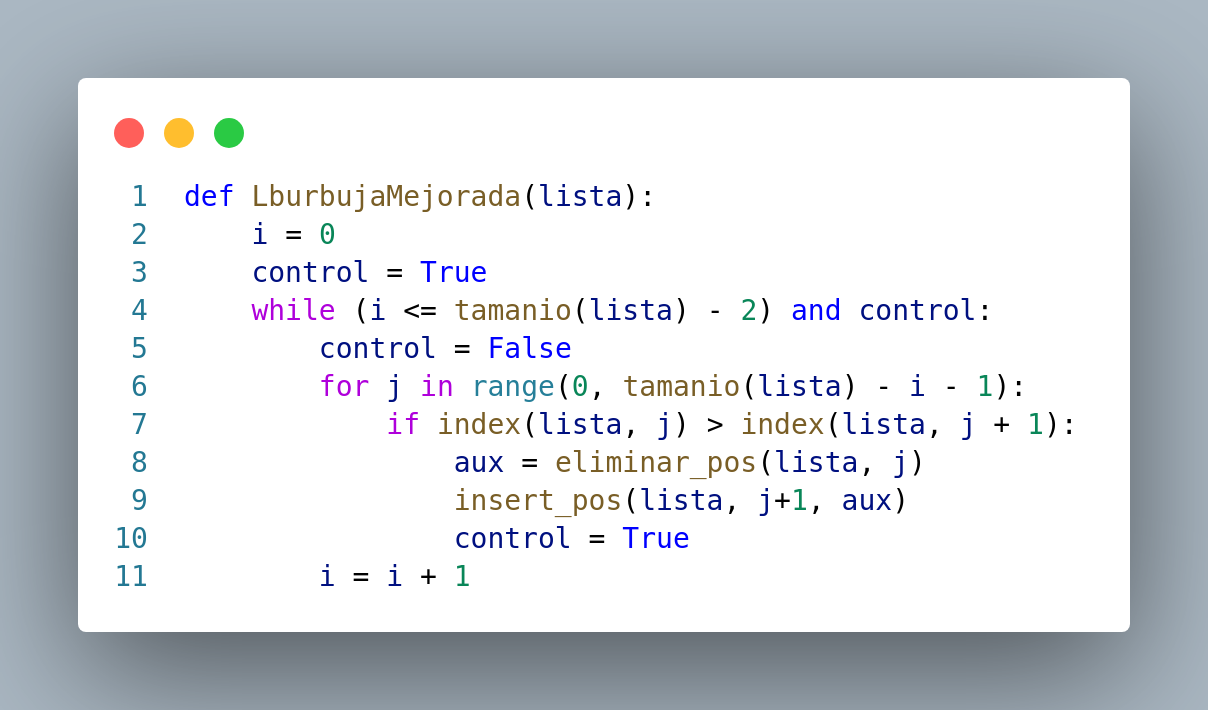 1 def LburbujaMejorada(lista):
2     i = 0
3     control = True
4     while (i <= tamanio(lista) - 2) and control:
5         control = False
6         for j in range(0, tamanio(lista) - i - 1):
7             if index(lista, j) > index(lista, j + 1):
8                 aux = eliminar_pos(lista, j)
9                 insert_pos(lista, j+1, aux)
10                 control = True
11         i = i + 1